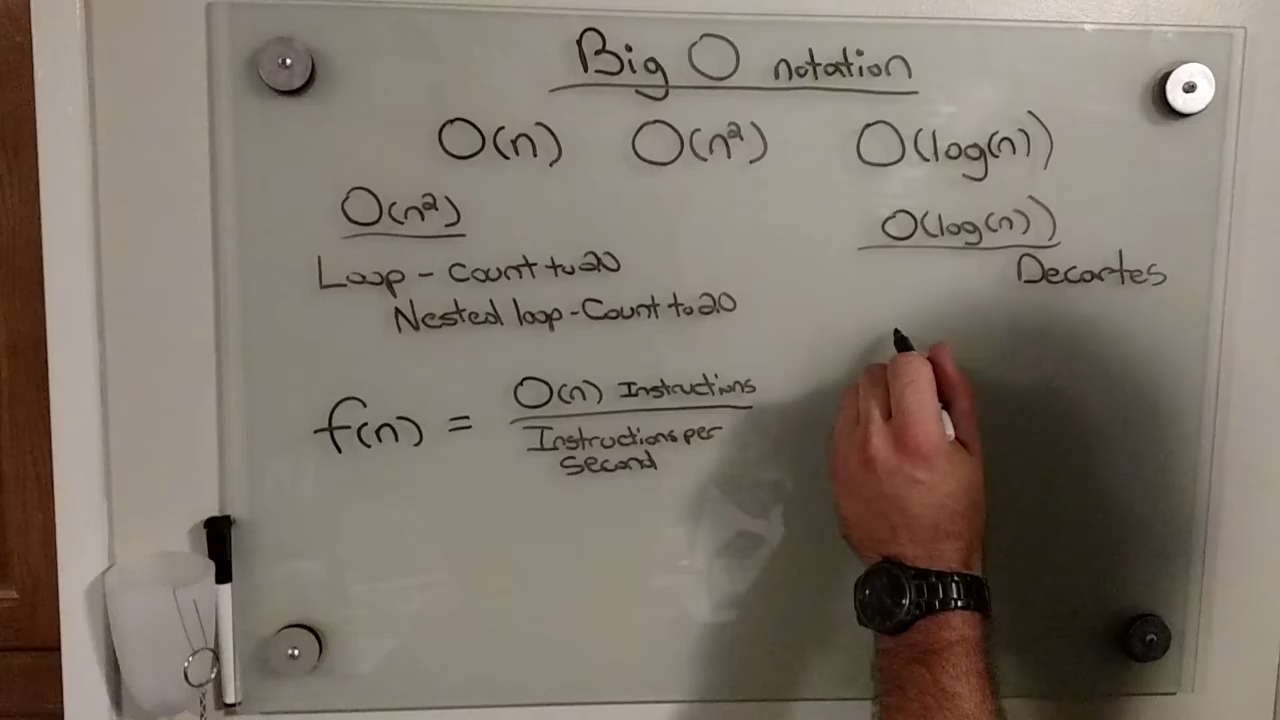 Big O notation
O(n) O(n²) O(log(n))
O(n²)
Loop - Count to 20
Nested loop - Count to 20
f(n) = O(n) Instructions
Instructions per
second
O(log(n))
Decartes